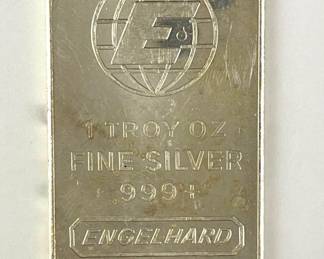 E
1 TROY OZ
FINE SILVER
.999+
ENGELHARD